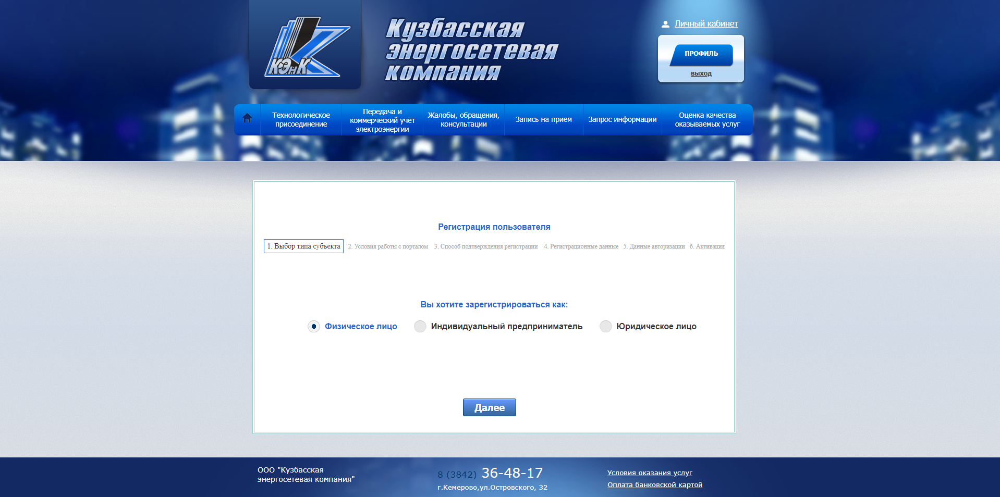 КЭнК
Кузбасская
энергосетевая
компания
Личный кабинет
ПРОФИЛЬ
выход
Технологическое
присоединение
Передача и
коммерческий учёт
электроэнергии
Жалобы, обращения,
консультации
Запись на прием
Запрос информации
Оценка качества
оказываемых услуг
Регистрация пользователя
1. Выбор типа субъекта 2. Условия работы с порталом 3. Способ подтверждения регистрации 4. Регистрационные данные 5. Данные авторизации 6. Активация
Вы хотите зарегистрироваться как:
Физическое лицо Индивидуальный предприниматель Юридическое лицо
Далее
ООО "Кузбасская
энергосетевая компания"
8 (3842) 36-48-17
г.Кемерово,ул.Островского, 32
Условия оказания услуг
Оплата банковской картой